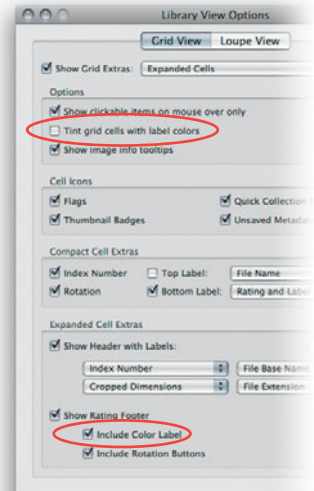 Library View Options
Grid View Loupe View
Show Grid Extras: Expanded Cells
Options
Show clickable items on mouse over only
Tint grid cells with label colors
Show image info tooltips
Cell Icons
Flags Quick Collection
Thumbnail Badges Unsaved
Compact Cell Extras
Index Number Top Label: File Name
Rotation Bottom Label: Rating and Label
Expanded Cell Extras
Show Header with Labels:
Index Number File Base Name
Cropped Dimensions File Extension
Show Rating Footer
Include Color Label
Include Rotation Buttons